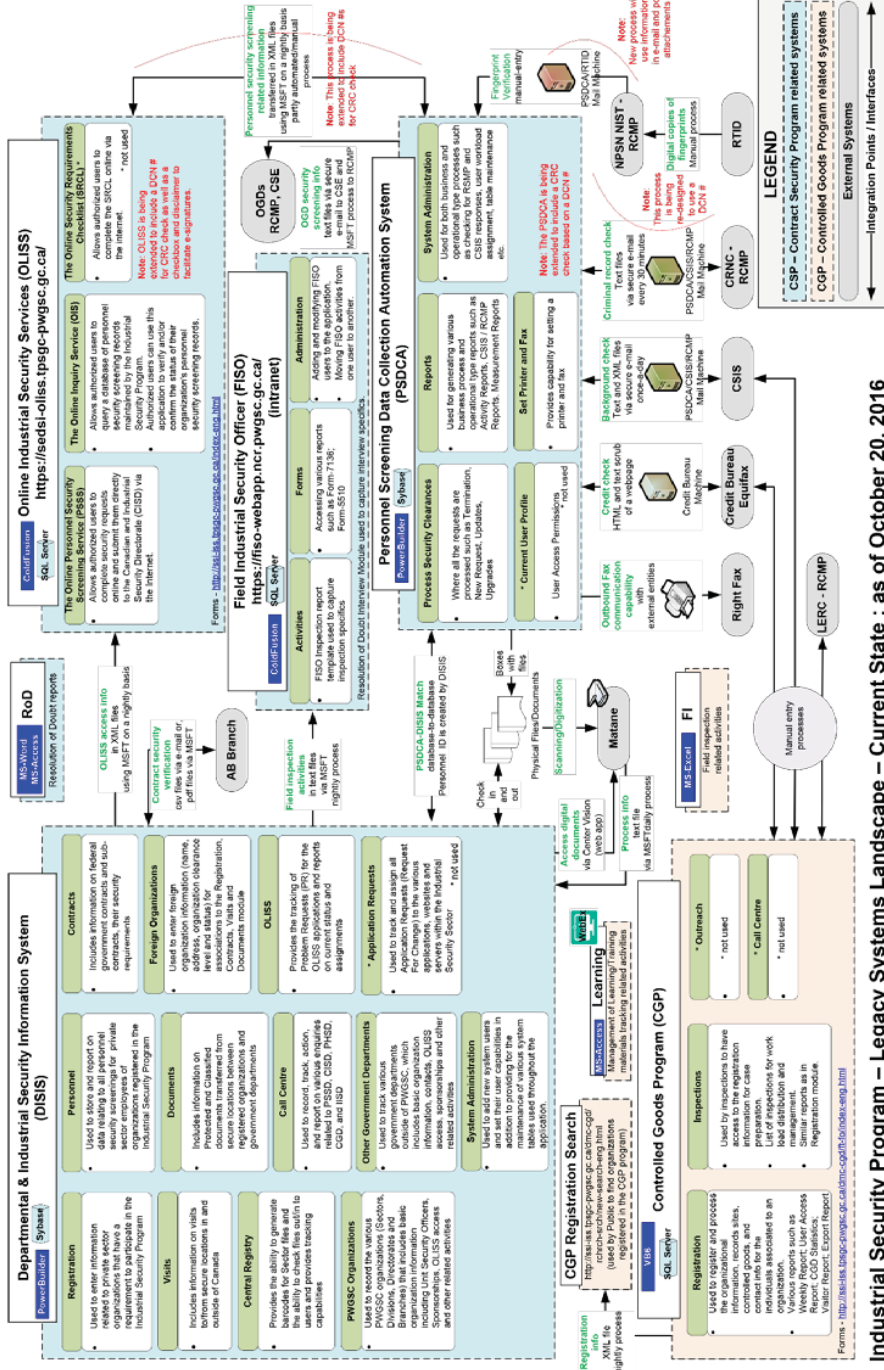 Departmental & Industrial Security Information System
(DISIS)
PowerBuilder
Sybase
Registration
• Used to enter information
related to private sector
organizations that have a
requirement to participate in the
Industrial Security Program
Personnel
• Used to store and report on
data relating to all personnel
security screenings for private
sector employees of
organizations registered in the
Industrial Security Program
Contracts
• Includes information on federal
government contracts and sub-
contracts, their security
requirements
Visits
• Includes information on visits
to/from secure locations in and
outside of Canada
Documents
• Includes information on
Protected and Classified
documents transferred from
secure locations between
registered organizations and
government departments
Foreign Organizations
• Used to enter foreign
organization information (name,
address, organization clearance
level and status) for
associations to the Registration,
Contracts, Visits and
Documents module
Central Registry
• Provides the ability to generate
barcodes for Sector files and
the ability to check files out/in to
users and provides tracking
capabilities
Call Centre
• Used to record, track, action,
and report on various enquiries
related to PSSD, CISD, PHSD,
CGD, and IISD
OLISS
• Provides the tracking of
Problem Requests (PR) for the
OLISS applications and reports
on current status and
assignments
PWGSC Organizations
• Used to record the various
PWGSC organizations (Sectors,
Divisions, Directorates and
Branches) that includes basic
organization information
including Unit Security Officers,
Sponsorships, OLISS access
and other related activities
Other Government Departments
• Used to track various
government departments
outside of PWGSC, which
includes basic organization
information, contacts, OLISS
access, sponsorships and other
related activities
* Application Requests
• Used to track and assign all
Application Requests (Request
For Change) to the various
applications, websites and
servers within the Industrial
Security Sector
* not used
System Administration
• Used to add new system users
and set their user capabilities in
addition to providing for the
maintenance of various system
tables used throughout the
application.
MS-Word
MS-Access
RoD
Resolution of Doubt reports
OLISS access info
in XML files
using MSFT on a nightly basis
Contract security
verification
csv files via e-mail or,
pdf files via MSFT
AB Branch
Field inspection
activities
in text files
via MSFT
nightly process
PSDCA-DISIS Match
database-to-database
Personnel ID is created by DISIS
Check
in
and
out
Boxes
with
files
Physical Files/Documents
Scanning/Digitization
Matane
Access digital
documents
via Center Vision
(web app)
Process info
text file
via MSFT daily process
ColdFusion
SQL Server
Online Industrial Security Services (OLISS)
https://sedsi-oliss.tpsgc-pwgsc.gc.ca/
The Online Personnel Security
Screening Service (PSSS)
• Allows authorized users to
complete security requests
online and submit them directly
to the Canadian and Industrial
Security Directorate (CISD) via
the Internet.
The Online Inquiry Service (OIS)
• Allows authorized users to
query a database of personnel
security screening records
maintained by the Industrial
Security Program.
• Authorized users can use this
application to verify and/or
confirm the status of their
organization's personnel
security screening records.
The Online Security Requirements
Checklist (SRCL) *
• Allows authorized users to
complete the SRCL online via
the internet.
* not used
Note: OLISS is being
extended to include a DCN #
for CRC check as well as a
checkbox and disclaimer to
facilitate e-signatures.
Forms - http://ssi-iss.tpsgc-pwgsc.gc.ca/index-eng.html
ColdFusion
SQL Server
Field Industrial Security Officer (FISO)
https://fiso-webapp.ncr.pwgsc.gc.ca/
(intranet)
Activities
• FISO Inspection report
template used to capture
inspection specifics
Forms
• Accessing various reports
such as Form-7136;
Form-5510
Administration
• Adding and modifying FISO
users to the application.
• Moving FISO activities from
one user to another.
Resolution of Doubt Interview Module used to capture interview specifics.
Personnel security screening
related information
transferred in XML files
using MSFT on a nightly basis
partly automated/manual
process
Note: This process is being
extended to include DCN #s
for CRC check
OGDs
RCMP, CSE
OGD security
screening info
text files via secure
e-mail to CSE and
MSFT process to RCMP
Personnel Screening Data Collection Automation System
(PSDCA)
PowerBuilder
Sybase
Process Security Clearances
• Where all the requests are
processed such as Termination,
New Request, Updates,
Upgrades
Reports
• Used for generating various
business process and
operational type reports such as
Activity Reports, CSIS / RCMP
Reports. Measurement Reports
System Administration
• Used for both business and
operational type processes such
as checking for RSMP and
CSIS responses, user workload
assignment, table maintenance
etc.
* Current User Profile
• User Access Permissions
* not used
Set Printer and Fax
• Provides capability for setting a
printer and fax
Note: The PSDCA is being
extended to include a CRC
check based on a DCN #
Outbound Fax
communication
capability
with
external entities
Right Fax
Credit check
HTML and text scrub
of a webpage
Credit Bureau
Machine
Credit Bureau
Equifax
Background check
Text and XML files
via secure e-mail
once-a-day
PSDCA/CSIS/RCMP
Mail Machine
CSIS
Criminal record check
Text files
via secure e-mail
every 30 minutes
PSDCA/CSIS/RCMP
Mail Machine
CRNC -
RCMP
Note:
This process
is being
re-designed
to use a
DCN #
Fingerprint
Verification
manual-entry
PSDCA/RTID
Mail Machine
Note:
New process
use information
in e-mail and
attachements
NPSN NIST -
RCMP
Digital copies of
fingerprints
Manual process
RTID
CGP Registration Search
http://ssi-iss.tpsgc-pwgsc.gc.ca/dmc-cgd/
rchrch-srch/new-search-eng.html
(used by Public to find organizations
registered in the CGP program)
Registration
info
XML file
nightly process
WebEx
MS-Access
Learning
Management of Learning/Training
materials tracking related activities
MS-Excel
FI
Field inspection
related activities
VB6
SQL Server
Controlled Goods Program (CGP)
Registration
• Used to register and process
the organizational
information, records sites,
controlled goods, and
contact info for the
individuals associated to an
organization.
• Various reports such as
Weekly Report; User Access
Report; CGD Statistics;
Visitor Report, Export Report
Inspections
• Used by inspections to have
access to the registration
information for case
preparation.
• List of inspections for work
load distribution and
management.
• Similar reports as in
Registration module.
* Outreach
• * not used
* Call Centre
• * not used
Forms - http://ssi-iss.tpsgc-pwgsc.gc.ca/dmc-cgd/ft-fo/index-eng.html
Manual entry
processes
LERC - RCMP
LEGEND
CSP – Contract Security Program related systems
CGP – Controlled Goods Program related systems
External Systems
Integration Points / Interfaces
Industrial Security Program – Legacy Systems Landscape – Current State : as of October 20, 2016